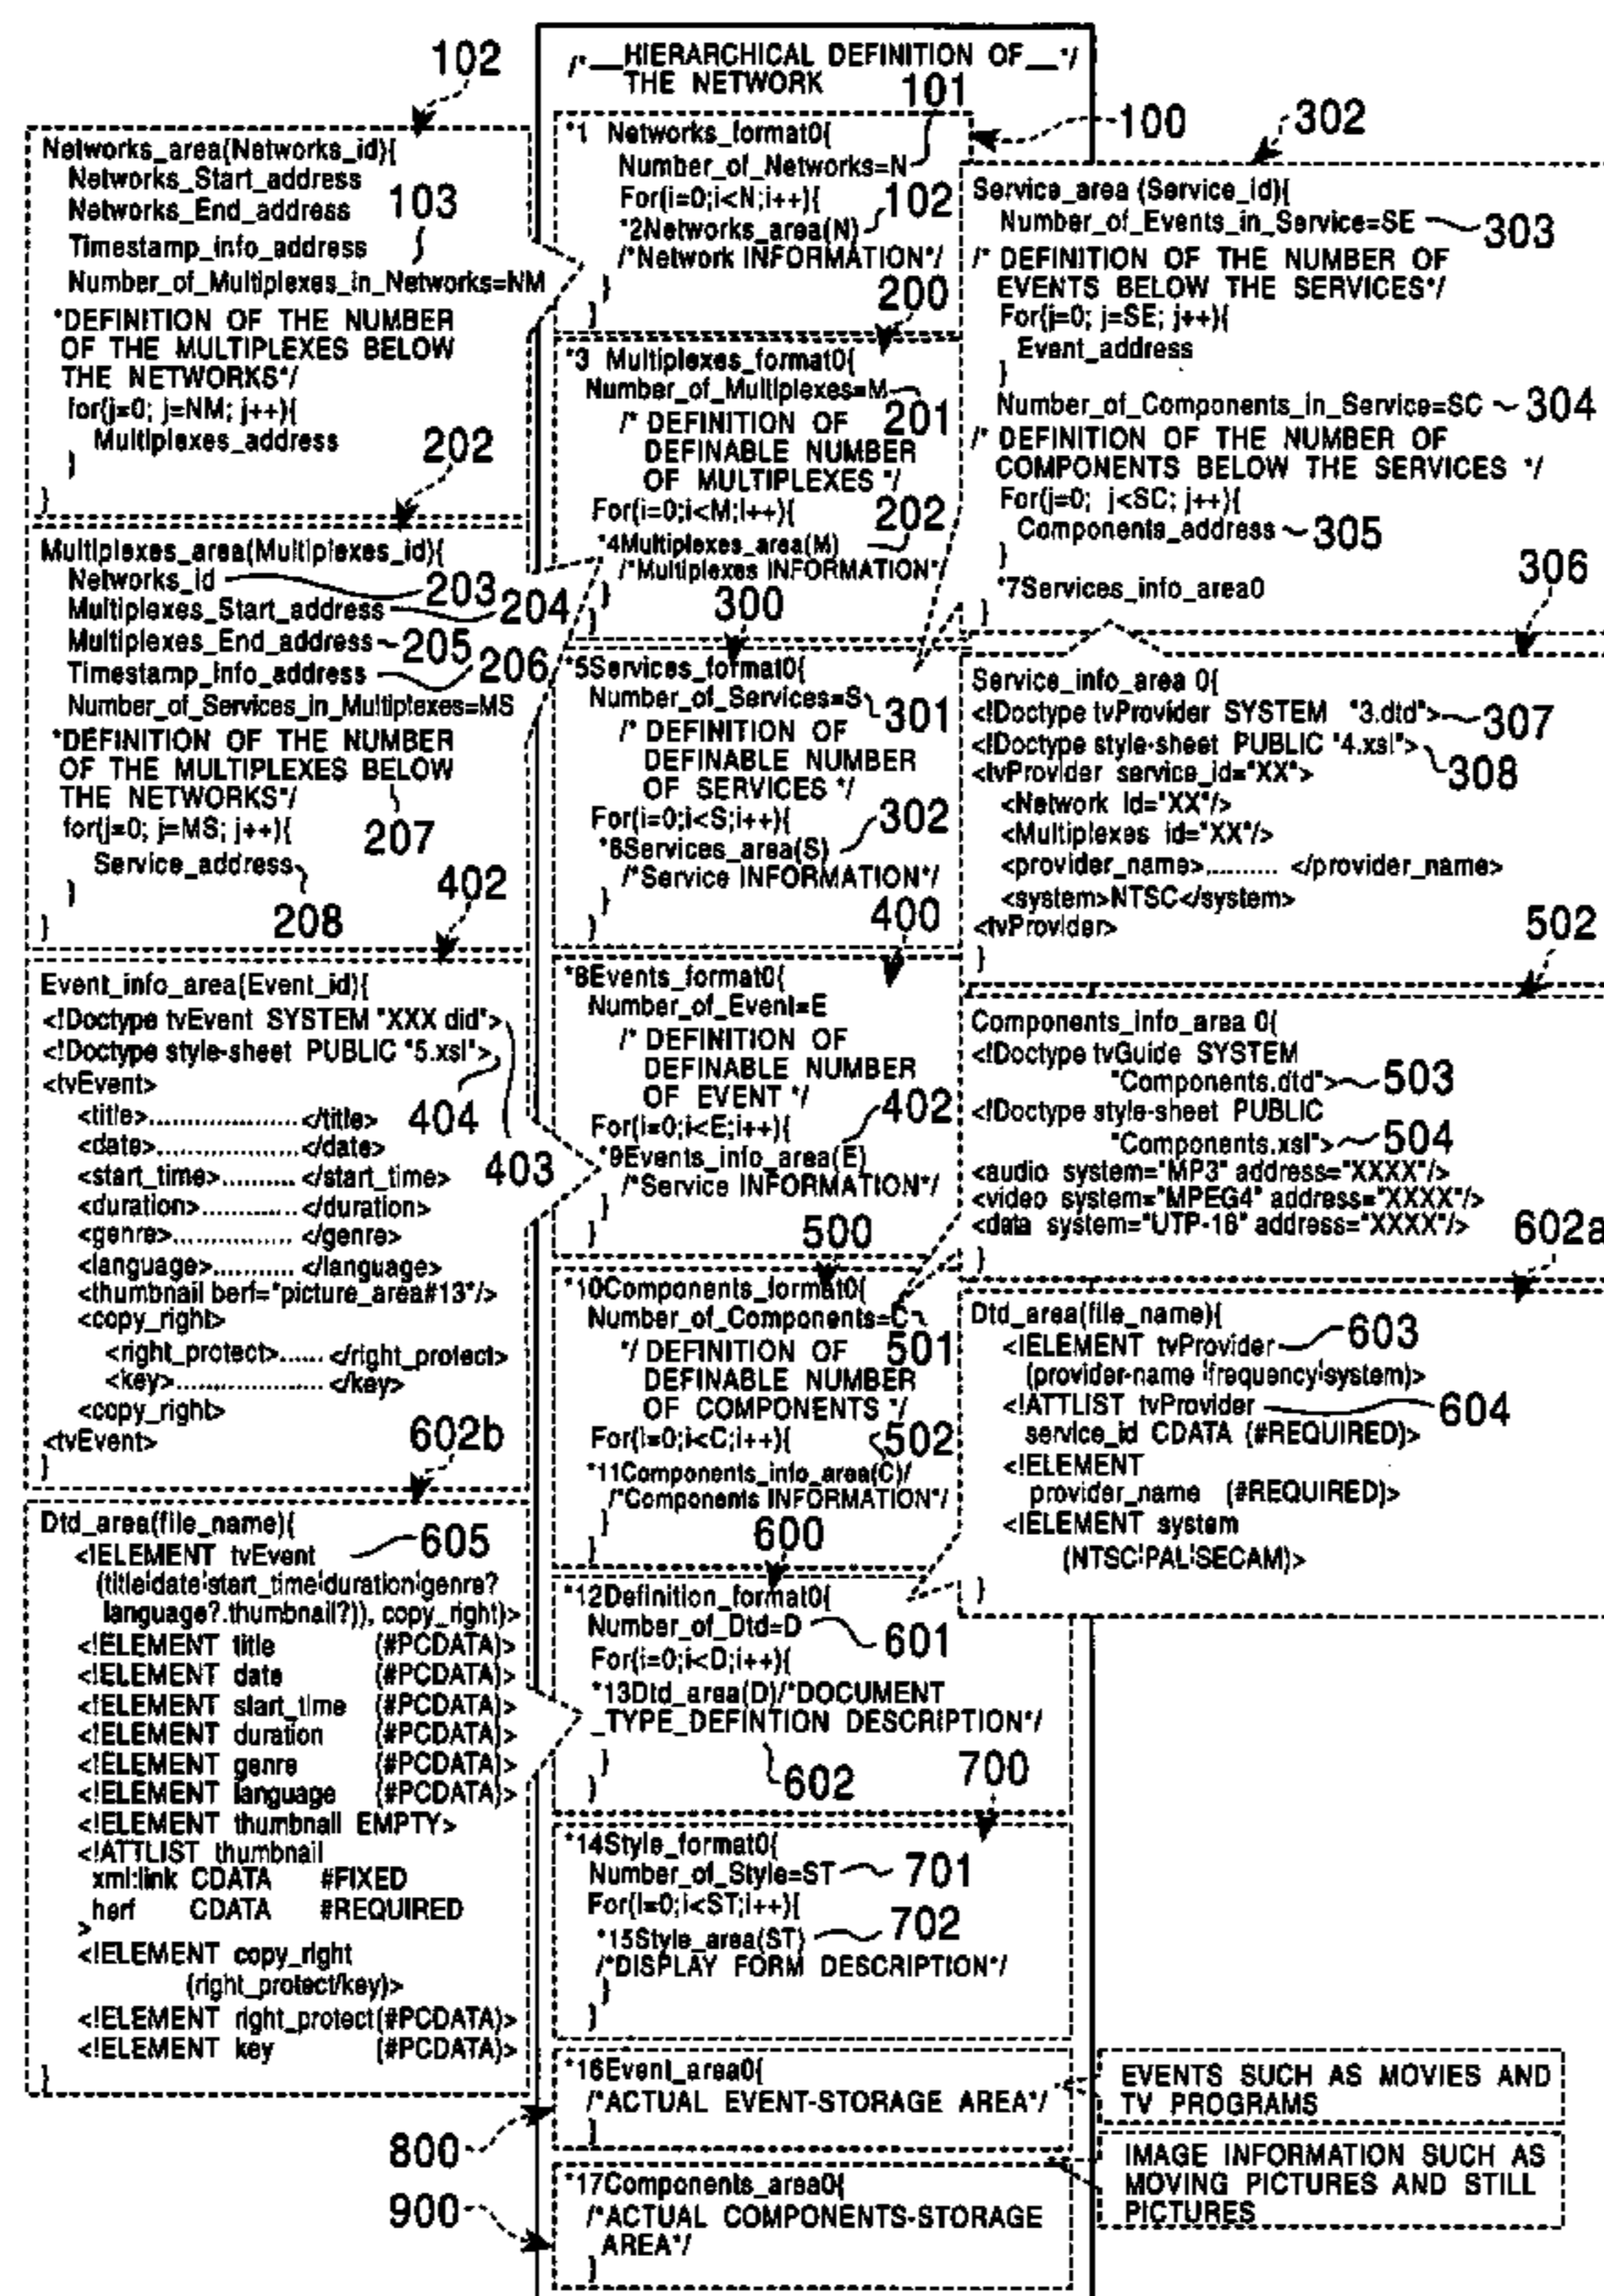 /*__HIERARCHICAL DEFINITION OF__*/
THE NETWORK
101
*1 Networks_format0{
100
Number_of_Networks=N
For(i=0;i<N;i++){
102
*2Networks_area(N)
/*Network INFORMATION*/
}
}
200
*3 Multiplexes_format0{
Number_of_Multiplexes=M
201
/* DEFINITION OF
DEFINABLE NUMBER
OF MULTIPLEXES */
For(i=0;i<M;i++){
202
*4Multiplexes_area(M)
/*Multiplexes INFORMATION*/
}
}
300
*5Services_format0{
Number_of_Services=S
301
/* DEFINITION OF
DEFINABLE NUMBER
OF SERVICES */
For(i=0;i<S;i++){
302
*6Services_area(S)
/*Service INFORMATION*/
}
}
400
*8Events_format0{
Number_of_Event=E
/* DEFINITION OF
DEFINABLE NUMBER
OF EVENT */
For(i=0;i<E;i++){
402
*9Events_info_area(E)
/*Service INFORMATION*/
}
}
500
*10Components_format0{
Number_of_Components=C
501
*/ DEFINITION OF
DEFINABLE NUMBER
OF COMPONENTS */
For(i=0;i<C;i++){
502
*11Components_info_area(C)/
/*Components INFORMATION*/
}
}
600
*12Definition_format0{
Number_of_Dtd=D
601
For(i=0;i<D;i++){
*13Dtd_area(D)/*DOCUMENT
_TYPE_DEFINTION DESCRIPTION*/
}
602
}
700
*14Style_format0{
Number_of_Style=ST
701
For(i=0;i<ST;i++){
702
*15Style_area(ST)
/*DISPLAY FORM DESCRIPTION*/
}
}
*16Event_area0{
/*ACTUAL EVENT-STORAGE AREA*/
}
800
*17Components_area0{
/*ACTUAL COMPONENTS-STORAGE
AREA*/
}
900
102
Networks_area(Networks_id){
Networks_Start_address
Networks_End_address
103
Timestamp_info_address
Number_of_Multiplexes_in_Networks=NM
*DEFINITION OF THE NUMBER
OF THE MULTIPLEXES BELOW
THE NETWORKS*/
for(j=0; j=NM; j++){
Multiplexes_address
}
}
202
Multiplexes_area(Multiplexes_id){
Networks_id
203
Multiplexes_Start_address
204
Multiplexes_End_address
205
Timestamp_info_address
206
Number_of_Services_in_Multiplexes=MS
*DEFINITION OF THE NUMBER
OF THE MULTIPLEXES BELOW
THE NETWORKS*/
for(j=0; j=MS; j++){
207
Service_address
}
208
}
402
Event_info_area(Event_id){
<!Doctype tvEvent SYSTEM "XXX did">
<!Doctype style-sheet PUBLIC "5.xsl">
<tvEvent>
<title>................... </title>
404
<date>.................. </date>
403
<start_time>.......... </start_time>
<duration>............. </duration>
<genre>................ </genre>
<language>........... </language>
<thumbnail berf="picture_area#13"/>
<copy_right>
<right_protect>...... </right_protect>
<key>.................... </key>
<copy_right>
<tvEvent>
}
602b
Dtd_area(file_name){
<!ELEMENT tvEvent
605
(title¦date¦start_time¦duration¦genre?
language?.thumbnail?)), copy_right)>
<!ELEMENT title (#PCDATA)>
<!ELEMENT date (#PCDATA)>
<!ELEMENT start_time (#PCDATA)>
<!ELEMENT duration (#PCDATA)>
<!ELEMENT genre (#PCDATA)>
<!ELEMENT language (#PCDATA)>
<!ELEMENT thumbnail EMPTY>
<!ATTLIST thumbnail
xml:link CDATA #FIXED
herf CDATA #REQUIRED
>
<!ELEMENT copy_right
(right_protect/key)>
<!ELEMENT right_protect(#PCDATA)>
<!ELEMENT key (#PCDATA)>
}
302
Service_area (Service_id){
Number_of_Events_in_Service=SE
303
/* DEFINITION OF THE NUMBER OF
EVENTS BELOW THE SERVICES*/
For(j=0; j=SE; j++){
Event_address
}
Number_of_Components_in_Service=SC
304
/* DEFINITION OF THE NUMBER OF
COMPONENTS BELOW THE SERVICES */
For(j=0; j<SC; j++){
Components_address
305
}
*7Services_info_area0
}
306
Service_info_area 0{
<!Doctype tvProvider SYSTEM "3.dtd">
307
<!Doctype style-sheet PUBLIC "4.xsl">
308
<tvProvider service_id="XX">
<Network id="XX"/>
<Multiplexes id="XX"/>
<provider_name>.......... </provider_name>
<system>NTSC</system>
<tvProvider>
}
502
Components_info_area 0{
<!Doctype tvGuide SYSTEM
"Components.dtd">
503
<!Doctype style-sheet PUBLIC
"Components.xsl">
504
<audio system="MP3" address="XXXX"/>
<video system="MPEG4" address="XXXX"/>
<data system="UTP-16" address="XXXX"/>
}
602a
Dtd_area(file_name){
<!ELEMENT tvProvider
603
(provider-name ¦frequency¦system)>
<!ATTLIST tvProvider
604
service_id CDATA (#REQUIRED)>
<!ELEMENT
provider_name (#REQUIRED)>
<!ELEMENT system
(NTSC¦PAL¦SECAM)>
}
EVENTS SUCH AS MOVIES AND
TV PROGRAMS
IMAGE INFORMATION SUCH AS
MOVING PICTURES AND STILL
PICTURES